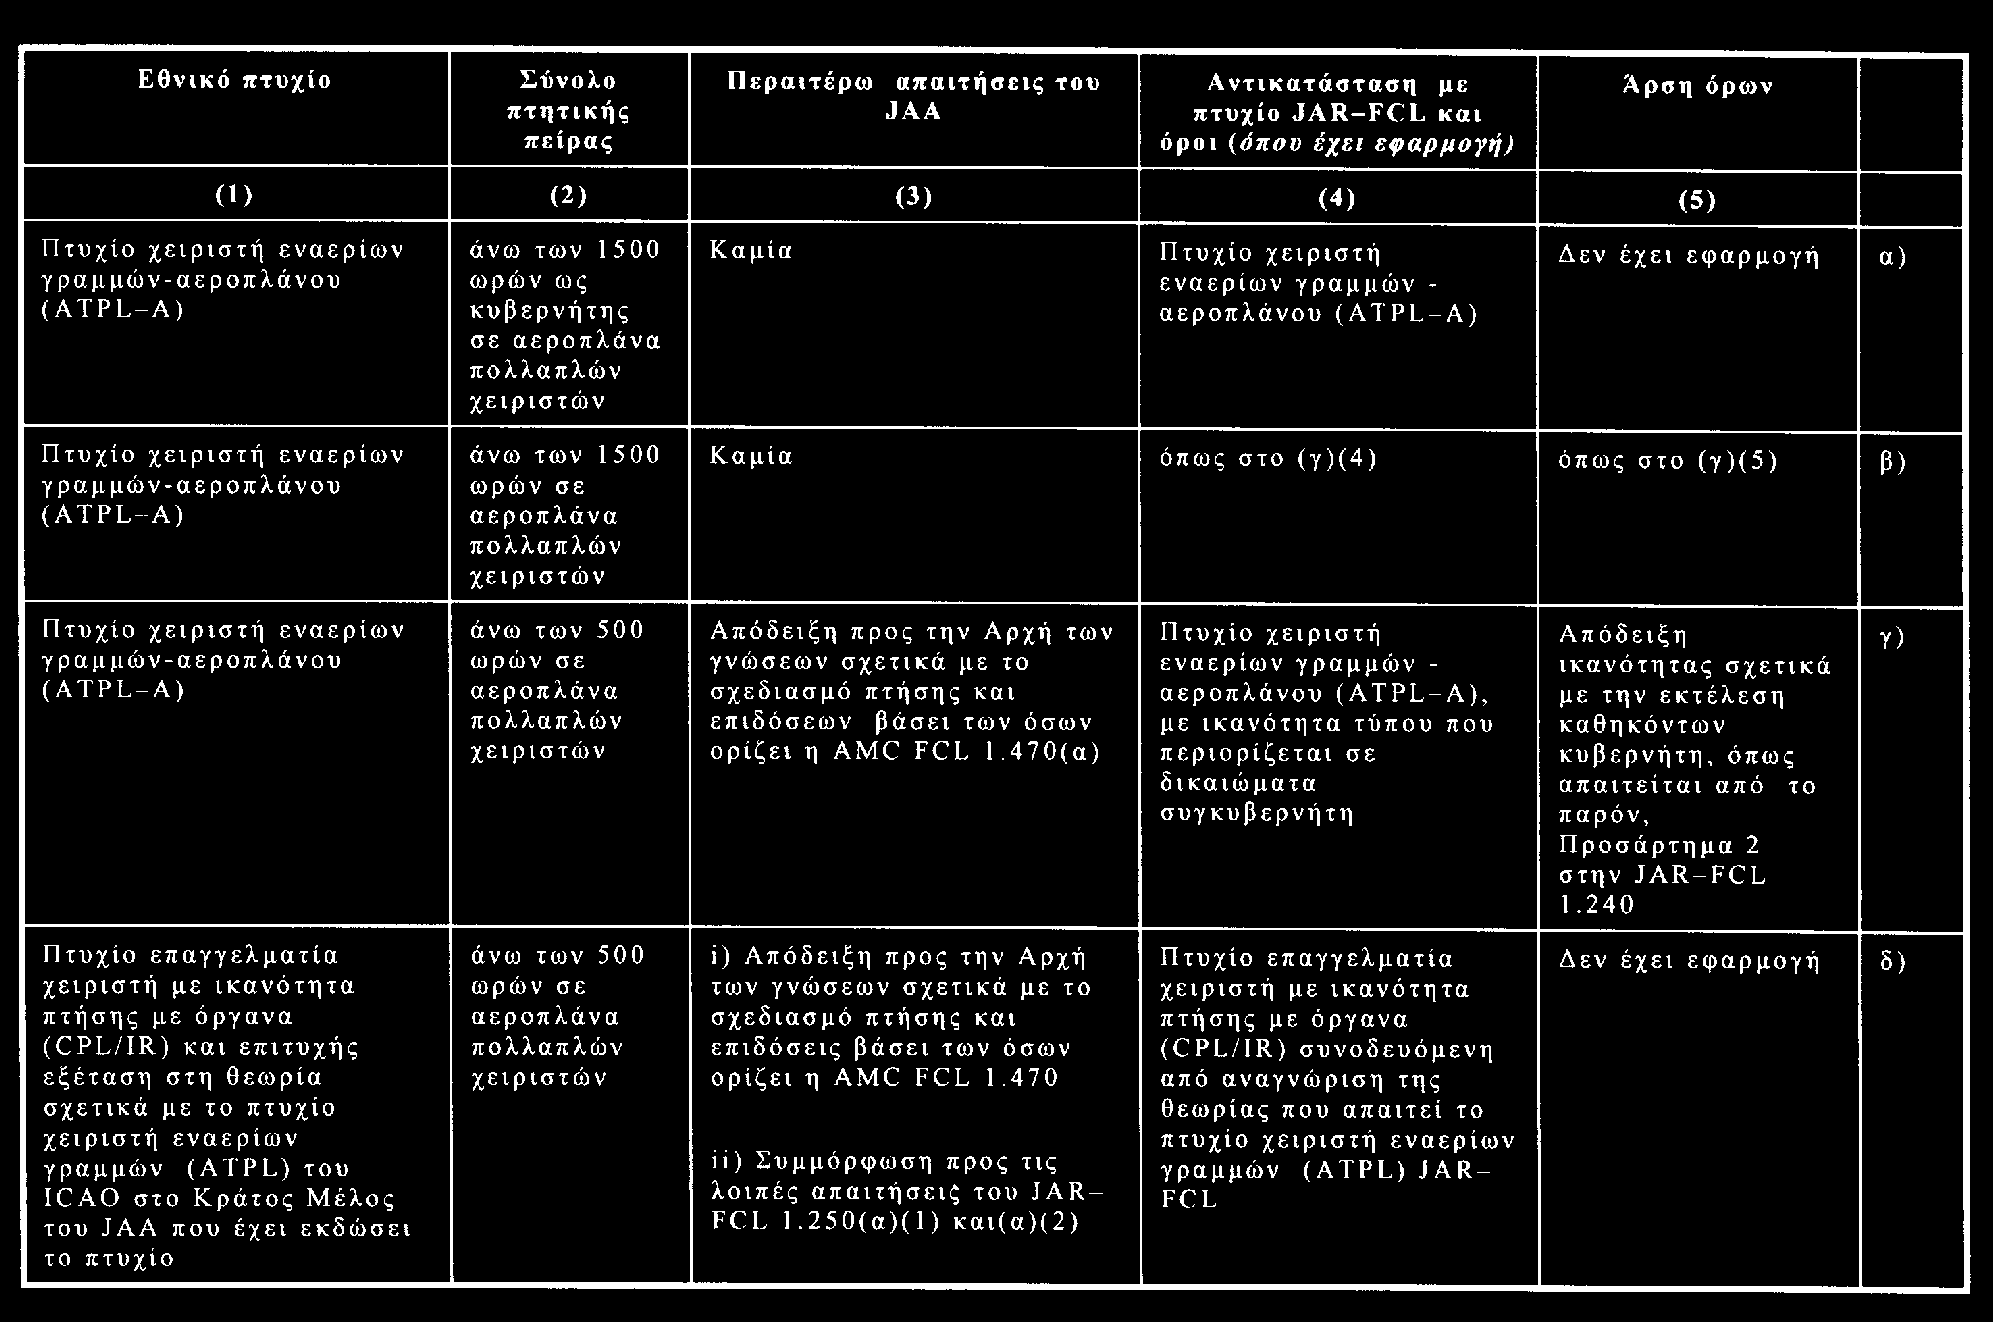 Εθνικό πτυχίο
Σύνολο
πτητικής
πείρας
Περαιτέρω απαιτήσεις του
JAA
Αντικατάσταση με
πτυχίο JAR–FCL και
όροι (όπου έχει εφαρμογή)
Άρση όρων
(1)
(2)
(3)
(4)
(5)
Πτυχίο χειριστή εναερίων
γραμμών-αεροπλάνου
(ATPL–A)
άνω των 1500
ωρών ως
κυβερνήτης
σε αεροπλάνα
πολλαπλών
χειριστών
Καμία
Πτυχίο χειριστή
εναερίων γραμμών -
αεροπλάνου (ATPL–A)
Δεν έχει εφαρμογή
α)
Πτυχίο χειριστή εναερίων
γραμμών-αεροπλάνου
(ATPL–A)
άνω των 1500
ωρών σε
αεροπλάνα
πολλαπλών
χειριστών
Καμία
όπως στο (γ)(4)
όπως στο (γ)(5)
β)
Πτυχίο χειριστή εναερίων
γραμμών-αεροπλάνου
(ATPL–A)
άνω των 500
ωρών σε
αεροπλάνα
πολλαπλών
χειριστών
Απόδειξη προς την Αρχή των
γνώσεων σχετικά με το
σχεδιασμό πτήσης και
επιδόσεων βάσει των όσων
ορίζει η AMC FCL 1.470(α)
Πτυχίο χειριστή
εναερίων γραμμών -
αεροπλάνου (ATPL–A),
με ικανότητα τύπου που
περιορίζεται σε
δικαιώματα
συγκυβερνήτη
Απόδειξη
ικανότητας σχετικά
με την εκτέλεση
καθηκόντων
κυβερνήτη, όπως
απαιτείται από το
παρόν,
Προσάρτημα 2
στην JAR–FCL
1.240
γ)
Πτυχίο επαγγελματία
χειριστή με ικανότητα
πτήσης με όργανα
(CPL/IR) και επιτυχής
εξέταση στη θεωρία
σχετικά με το πτυχίο
χειριστή εναερίων
γραμμών (ATPL) του
ICAO στο Κράτος Μέλος
του JAA που έχει εκδώσει
το πτυχίο
άνω των 500
ωρών σε
αεροπλάνα
πολλαπλών
χειριστών
i) Απόδειξη προς την Αρχή
των γνώσεων σχετικά με το
σχεδιασμό πτήσης και
επιδόσεις βάσει των όσων
ορίζει η AMC FCL 1.470
ii) Συμμόρφωση προς τις
λοιπές απαιτήσεις του JAR–
FCL 1.250(α)(1) και(α)(2)
Πτυχίο επαγγελματία
χειριστή με ικανότητα
πτήσης με όργανα
(CPL/IR) συνοδευόμενη
από αναγνώριση της
θεωρίας που απαιτεί το
πτυχίο χειριστή εναερίων
γραμμών (ATPL) JAR–
FCL
Δεν έχει εφαρμογή
δ)